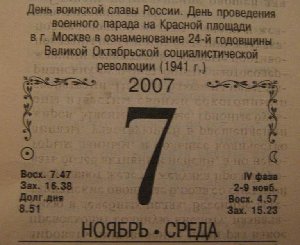 День воинской славы России. День проведения
военного парада на Красной площади
в г. Москве в ознаменование 24-й годовщины
Великой Октябрьской социалистической
революции (1941 г.)
2007
7
Восх. 7.47
Зах. 16.38
Долг.дня
8.51
IV фаза
2-9 нояб.
Восх. 4.57
Зах. 15.23
НОЯБРЬ · СРЕДА